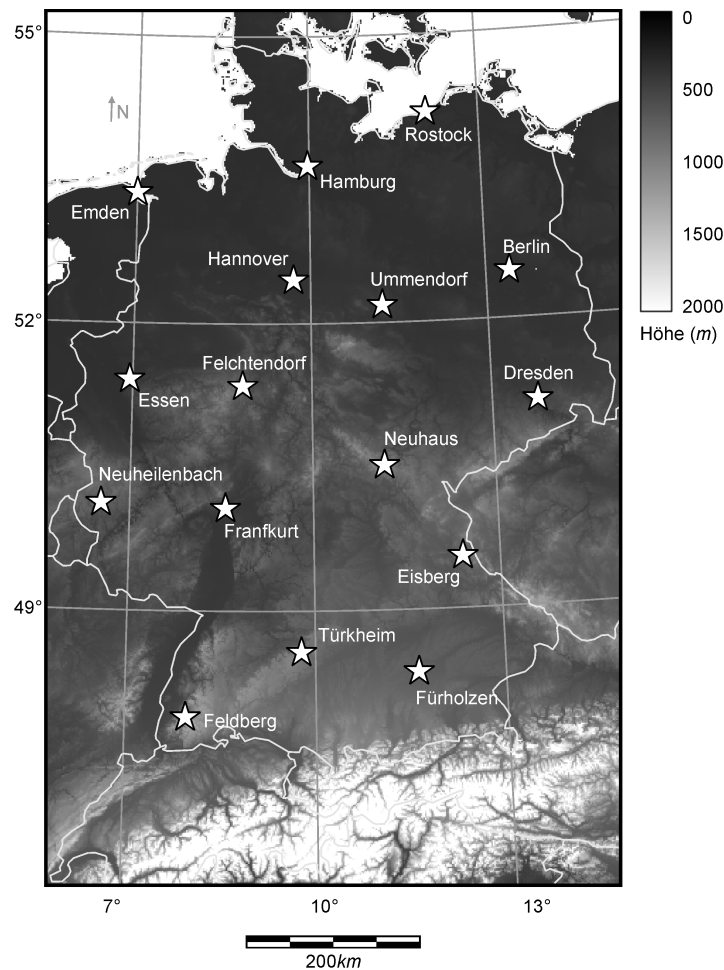 55°
0
500
1000
1500
2000
Höhe (m)
N
Rostock
Hamburg
Emden
Hannover
Berlin
Ummendorf
52°
Felchtendorf
Dresden
Essen
Neuhaus
Neuheilenbach
Franfkurt
Eisberg
49°
Türkheim
Fürholzen
Feldberg
7°
10°
13°
200km